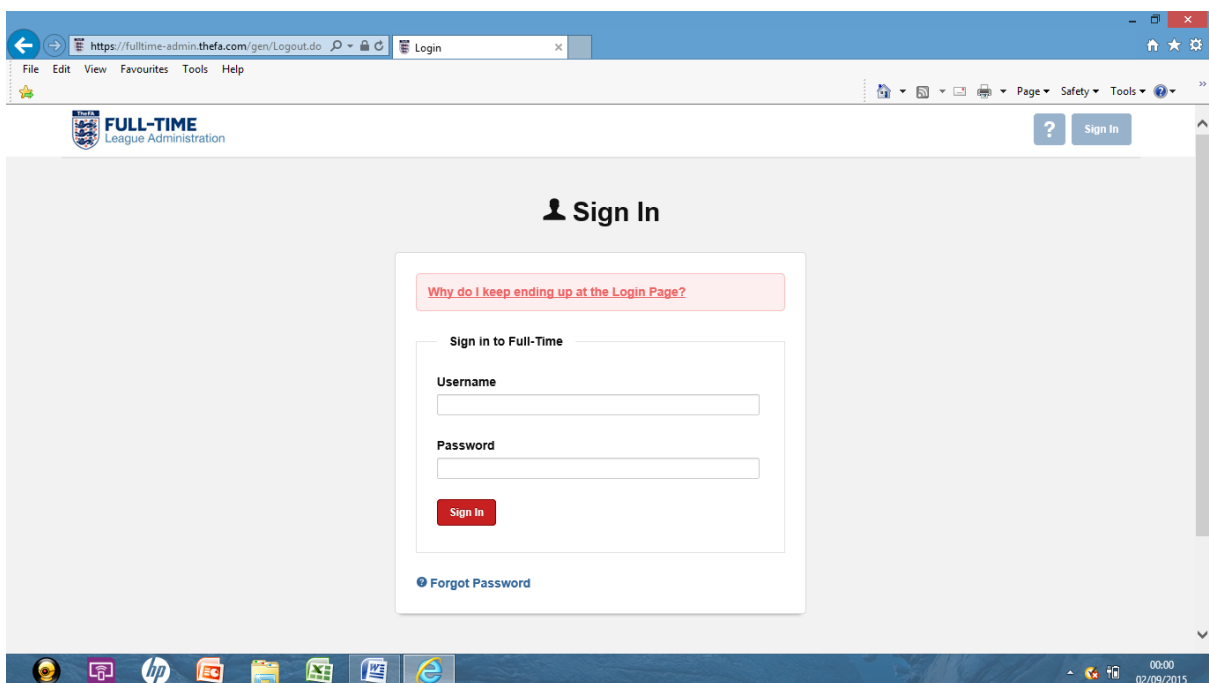 https://fulltime-admin.thefa.com/gen/Logout.do
Login
File Edit View Favourites Tools Help
Page Safety Tools
TheFA
FULL-TIME
League Administration
? Sign In
Sign In
Why do I keep ending up at the Login Page?
Sign in to Full-Time
Username
Password
Sign In
Forgot Password
00:00
02/09/2015